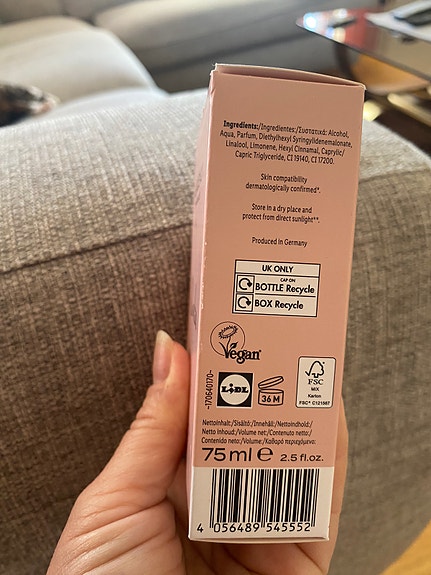 Ingredients:/Ingredientes:/Συστατικά: Alcohol,
Aqua, Parfum, Diethylhexyl Syringylidenemalonate,
Linalool, Limonene, Hexyl Cinnamal, Caprylic/
Capric Triglyceride, CI 19140, CI 17200.
Skin compatibility
dermatologically confirmed*.
Store in a dry place and
protect from direct sunlight**.
Produced in Germany
UK ONLY
CAP ON
BOTTLE Recycle
BOX Recycle
Vegan
FSC
MIX
Karton
FSC® C121567
LIDL
36 M
-170640170-
Nettoinhalt:/Sisältö:/Innehåll:/Nettoindhold:/
Netto inhoud:/Volume net:/Contenuto netto:/
Contenido neto:/Volume:/Καθαρό περιεχόμενο:
75 ml e 2.5 fl.oz.
4 056489 545552